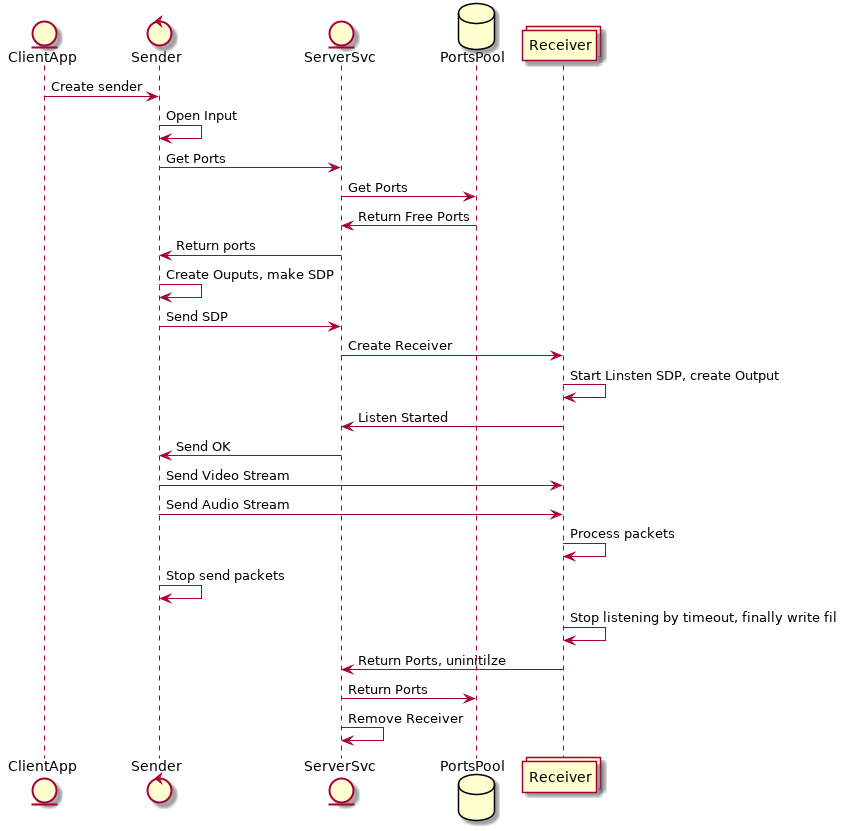 ClientApp
Sender
ServerSvc
PortsPool
Receiver
Create sender
Open Input
Get Ports
Get Ports
Return Free Ports
Return ports
Create Ouputs, make SDP
Send SDP
Create Receiver
Start Linsten SDP, create Output
Listen Started
Send OK
Send Video Stream
Send Audio Stream
Process packets
Stop send packets
Stop listening by timeout, finally write fil
Return Ports, uninitilze
Return Ports
Remove Receiver
ClientApp
Sender
ServerSvc
PortsPool
Receiver